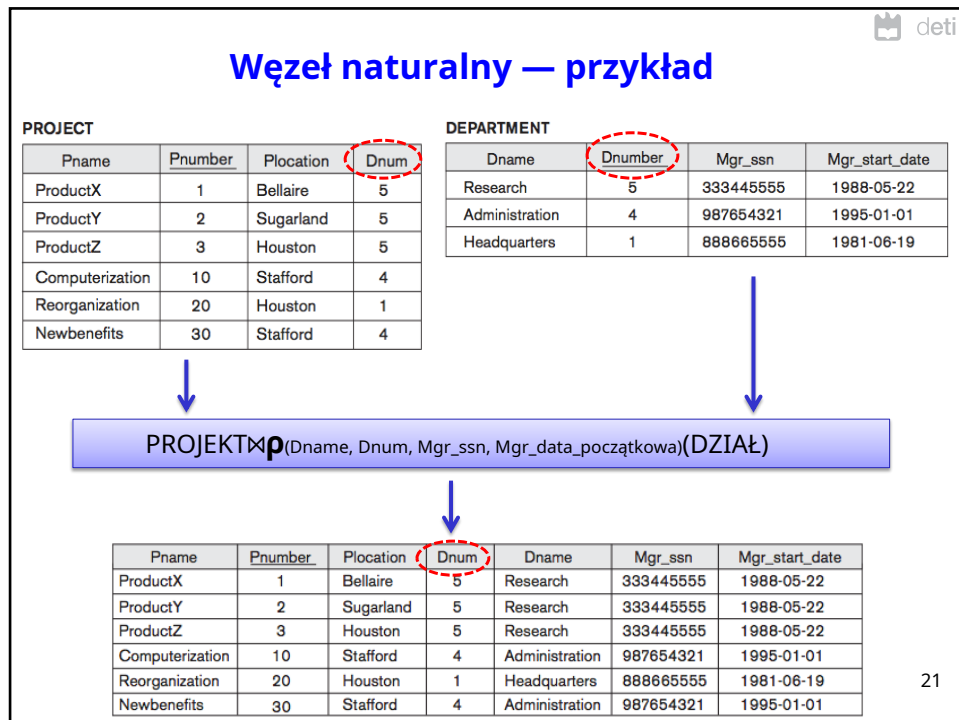 deti
Węzeł naturalny — przykład
PROJECT
Pname Pnumber Plocation Dnum
ProductX 1 Bellaire 5
ProductY 2 Sugarland 5
ProductZ 3 Houston 5
Computerization 10 Stafford 4
Reorganization 20 Houston 1
Newbenefits 30 Stafford 4
DEPARTMENT
Dname Dnumber Mgr_ssn Mgr_start_date
Research 5 333445555 1988-05-22
Administration 4 987654321 1995-01-01
Headquarters 1 888665555 1981-06-19
PROJEKT⋈ρ(Dname, Dnum, Mgr_ssn, Mgr_data_początkowa)(DZIAŁ)
Pname Pnumber Plocation Dnum Dname Mgr_ssn Mgr_start_date
ProductX 1 Bellaire 5 Research 333445555 1988-05-22
ProductY 2 Sugarland 5 Research 333445555 1988-05-22
ProductZ 3 Houston 5 Research 333445555 1988-05-22
Computerization 10 Stafford 4 Administration 987654321 1995-01-01
Reorganization 20 Houston 1 Headquarters 888665555 1981-06-19
Newbenefits 30 Stafford 4 Administration 987654321 1995-01-01
21